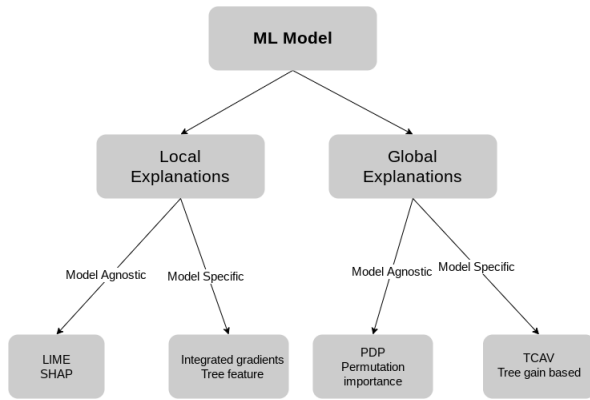 ML Model
Local
Explanations
Global
Explanations
Model Agnostic
Model Specific
Model Agnostic
Model Specific
LIME
SHAP
Integrated gradients
Tree feature
PDP
Permutation
importance
TCAV
Tree gain based